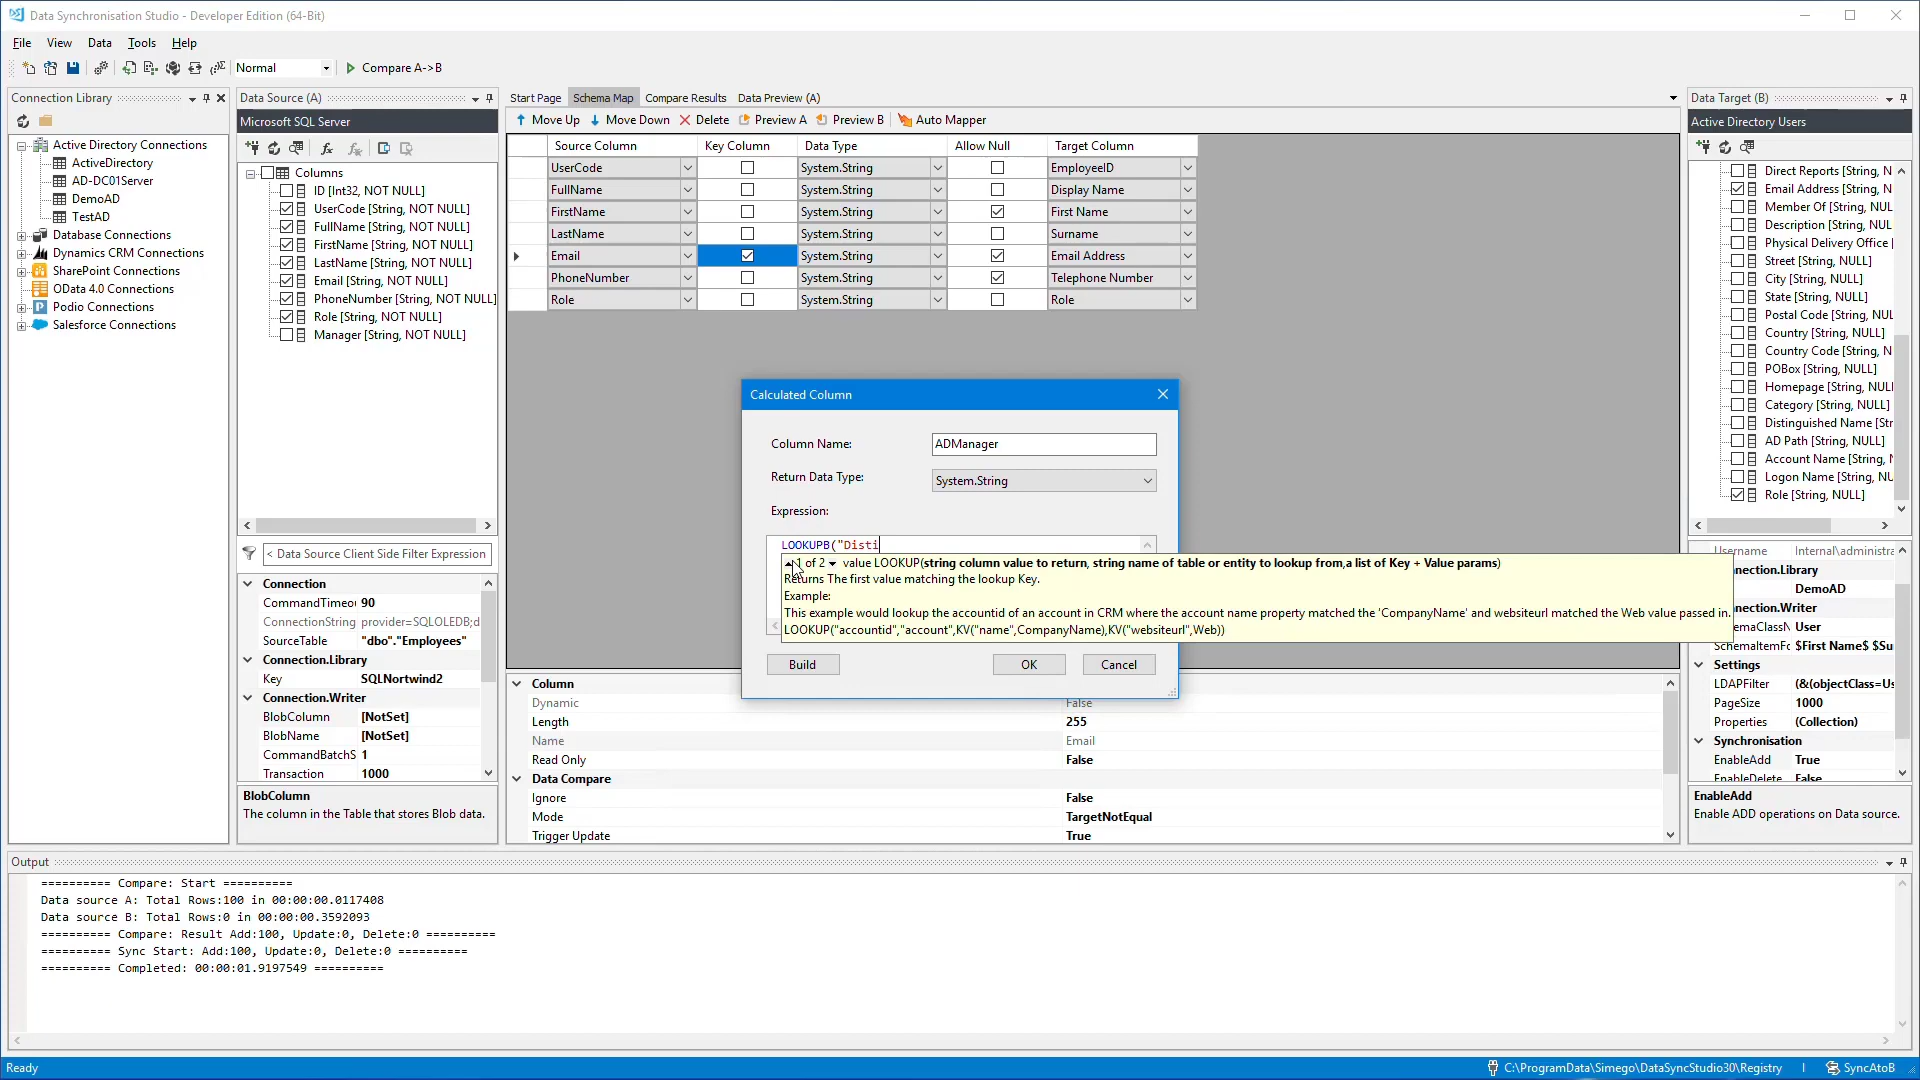 Data Synchronisation Studio - Developer Edition (64-Bit)
File View Data Tools Help
Normal Compare A->B
Connection Library
Active Directory Connections
ActiveDirectory
AD-DC01Server
DemoAD
TestAD
Database Connections
Dynamics CRM Connections
SharePoint Connections
OData 4.0 Connections
Podio Connections
Salesforce Connections
Data Source (A)
Microsoft SQL Server
Columns
ID [Int32, NOT NULL]
UserCode [String, NOT NULL]
FullName [String, NOT NULL]
FirstName [String, NOT NULL]
LastName [String, NOT NULL]
Email [String, NOT NULL]
PhoneNumber [String, NOT NULL]
Role [String, NOT NULL]
Manager [String, NOT NULL]
< Data Source Client Side Filter Expression
Connection
CommandTimeou 90
ConnectionString provider=SQLOLEDB;d
SourceTable "dbo"."Employees"
Connection.Library
Key SQLNortwind2
Connection.Writer
BlobColumn [NotSet]
BlobName [NotSet]
CommandBatchS 1
Transaction 1000
BlobColumn
The column in the Table that stores Blob data.
Start Page Schema Map Compare Results Data Preview (A)
Move Up Move Down Delete Preview A Preview B Auto Mapper
Source Column Key Column Data Type Allow Null Target Column
UserCode System.String EmployeeID
FullName System.String Display Name
FirstName System.String First Name
LastName System.String Surname
Email System.String Email Address
PhoneNumber System.String Telephone Number
Role System.String Role
Calculated Column
Column Name: ADManager
Return Data Type: System.String
Expression:
LOOKUPB("Disti
1 of 2 value LOOKUP(string column value to return, string name of table or entity to lookup from,a list of Key + Value params)
Returns The first value matching the lookup Key.
Example:
This example would lookup the accountid of an account in CRM where the account name property matched the 'CompanyName' and websiteurl matched the Web value passed in.
LOOKUP("accountid","account",KV("name",CompanyName),KV("websiteurl",Web))
Build OK Cancel
Column
Dynamic False
Length 255
Name Email
Read Only False
Data Compare
Ignore False
Mode TargetNotEqual
Trigger Update True
Data Target (B)
Active Directory Users
Direct Reports [String, N
Email Address [String, N
Member Of [String, NUL
Description [String, NUL
Physical Delivery Office [
Street [String, NULL]
City [String, NULL]
State [String, NULL]
Postal Code [String, NUL
Country [String, NULL]
Country Code [String, N
POBox [String, NULL]
Homepage [String, NULL
Category [String, NULL]
Distinguished Name [Str
AD Path [String, NULL]
Account Name [String, N
Logon Name [String, NU
Role [String, NULL]
Username Internal\administra
nnection.Library
DemoAD
nnection.Writer
hemaClassN User
SchemaItemFo $First Name$ $Su
Settings
LDAPFilter (&(objectClass=Us
PageSize 1000
Properties (Collection)
Synchronisation
EnableAdd True
EnableDelete False
EnableAdd
Enable ADD operations on Data source.
Output
========== Compare: Start ==========
Data source A: Total Rows:100 in 00:00:00.0117408
Data source B: Total Rows:0 in 00:00:00.3592093
========== Compare: Result Add:100, Update:0, Delete:0 ==========
========== Sync Start: Add:100, Update:0, Delete:0 ==========
========== Completed: 00:00:01.9197549 ==========
Ready C:\ProgramData\Simego\DataSyncStudio30\Registry SyncAtoB